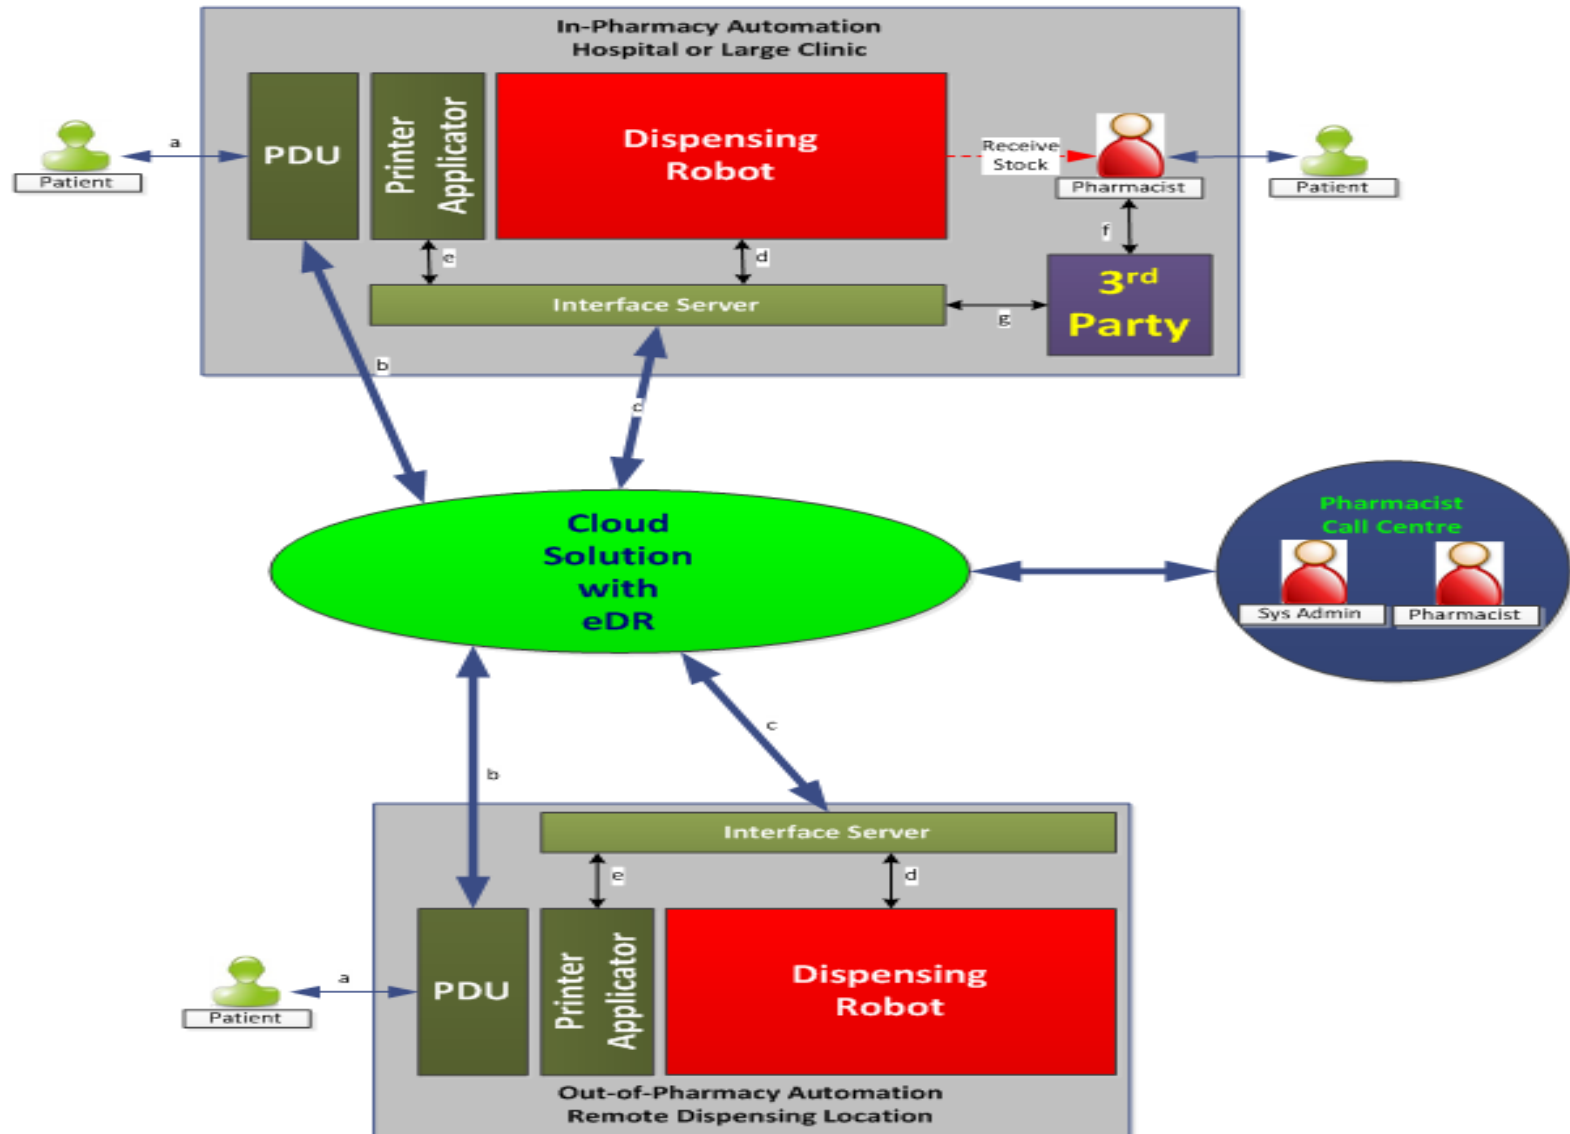 In-Pharmacy Automation
Hospital or Large Clinic
a
Patient
PDU
Printer
Applicator
Dispensing
Robot
Receive
Stock
Pharmacist
Patient
e
d
f
Interface Server
g
3rd
Party
b
c
Cloud
Solution
with
eDR
Pharmacist
Call Centre
Sys Admin
Pharmacist
b
c
Interface Server
e
d
a
Patient
PDU
Printer
Applicator
Dispensing
Robot
Out-of-Pharmacy Automation
Remote Dispensing Location